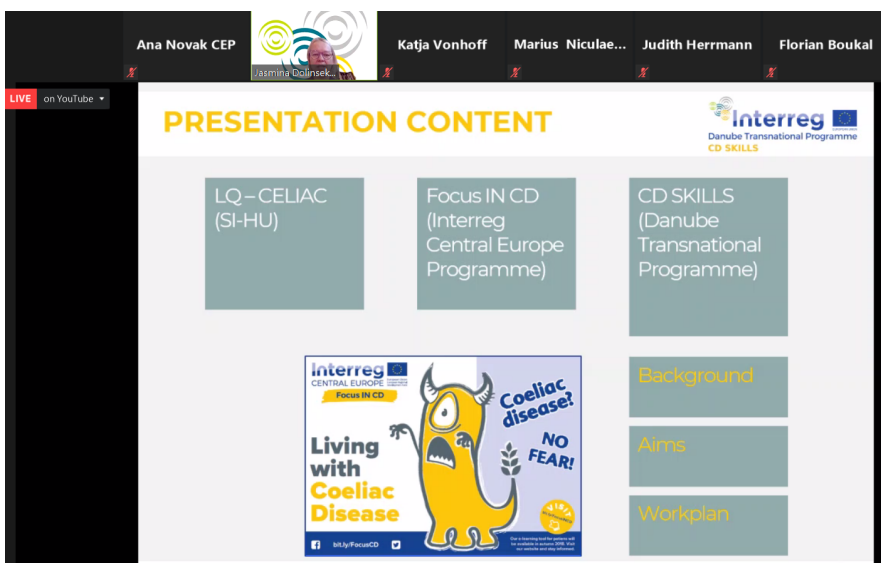 Ana Novak CEP
Jasmina Dolinsek...
Katja Vonhoff
Marius Niculae...
Judith Herrmann
Florian Boukal
LIVE on YouTube
PRESENTATION CONTENT
Interreg
Danube Transnational Programme
CD SKILLS
LQ – CELIAC
(SI-HU)
Focus IN CD
(Interreg
Central Europe
Programme)
CD SKILLS
(Danube
Transnational
Programme)
Interreg
CENTRAL EUROPE
Focus IN CD
Living
with
Coeliac
Disease
Coeliac
disease?
NO
FEAR!
VISIT
bit.ly/FocusCD
Background
Aims
Workplan